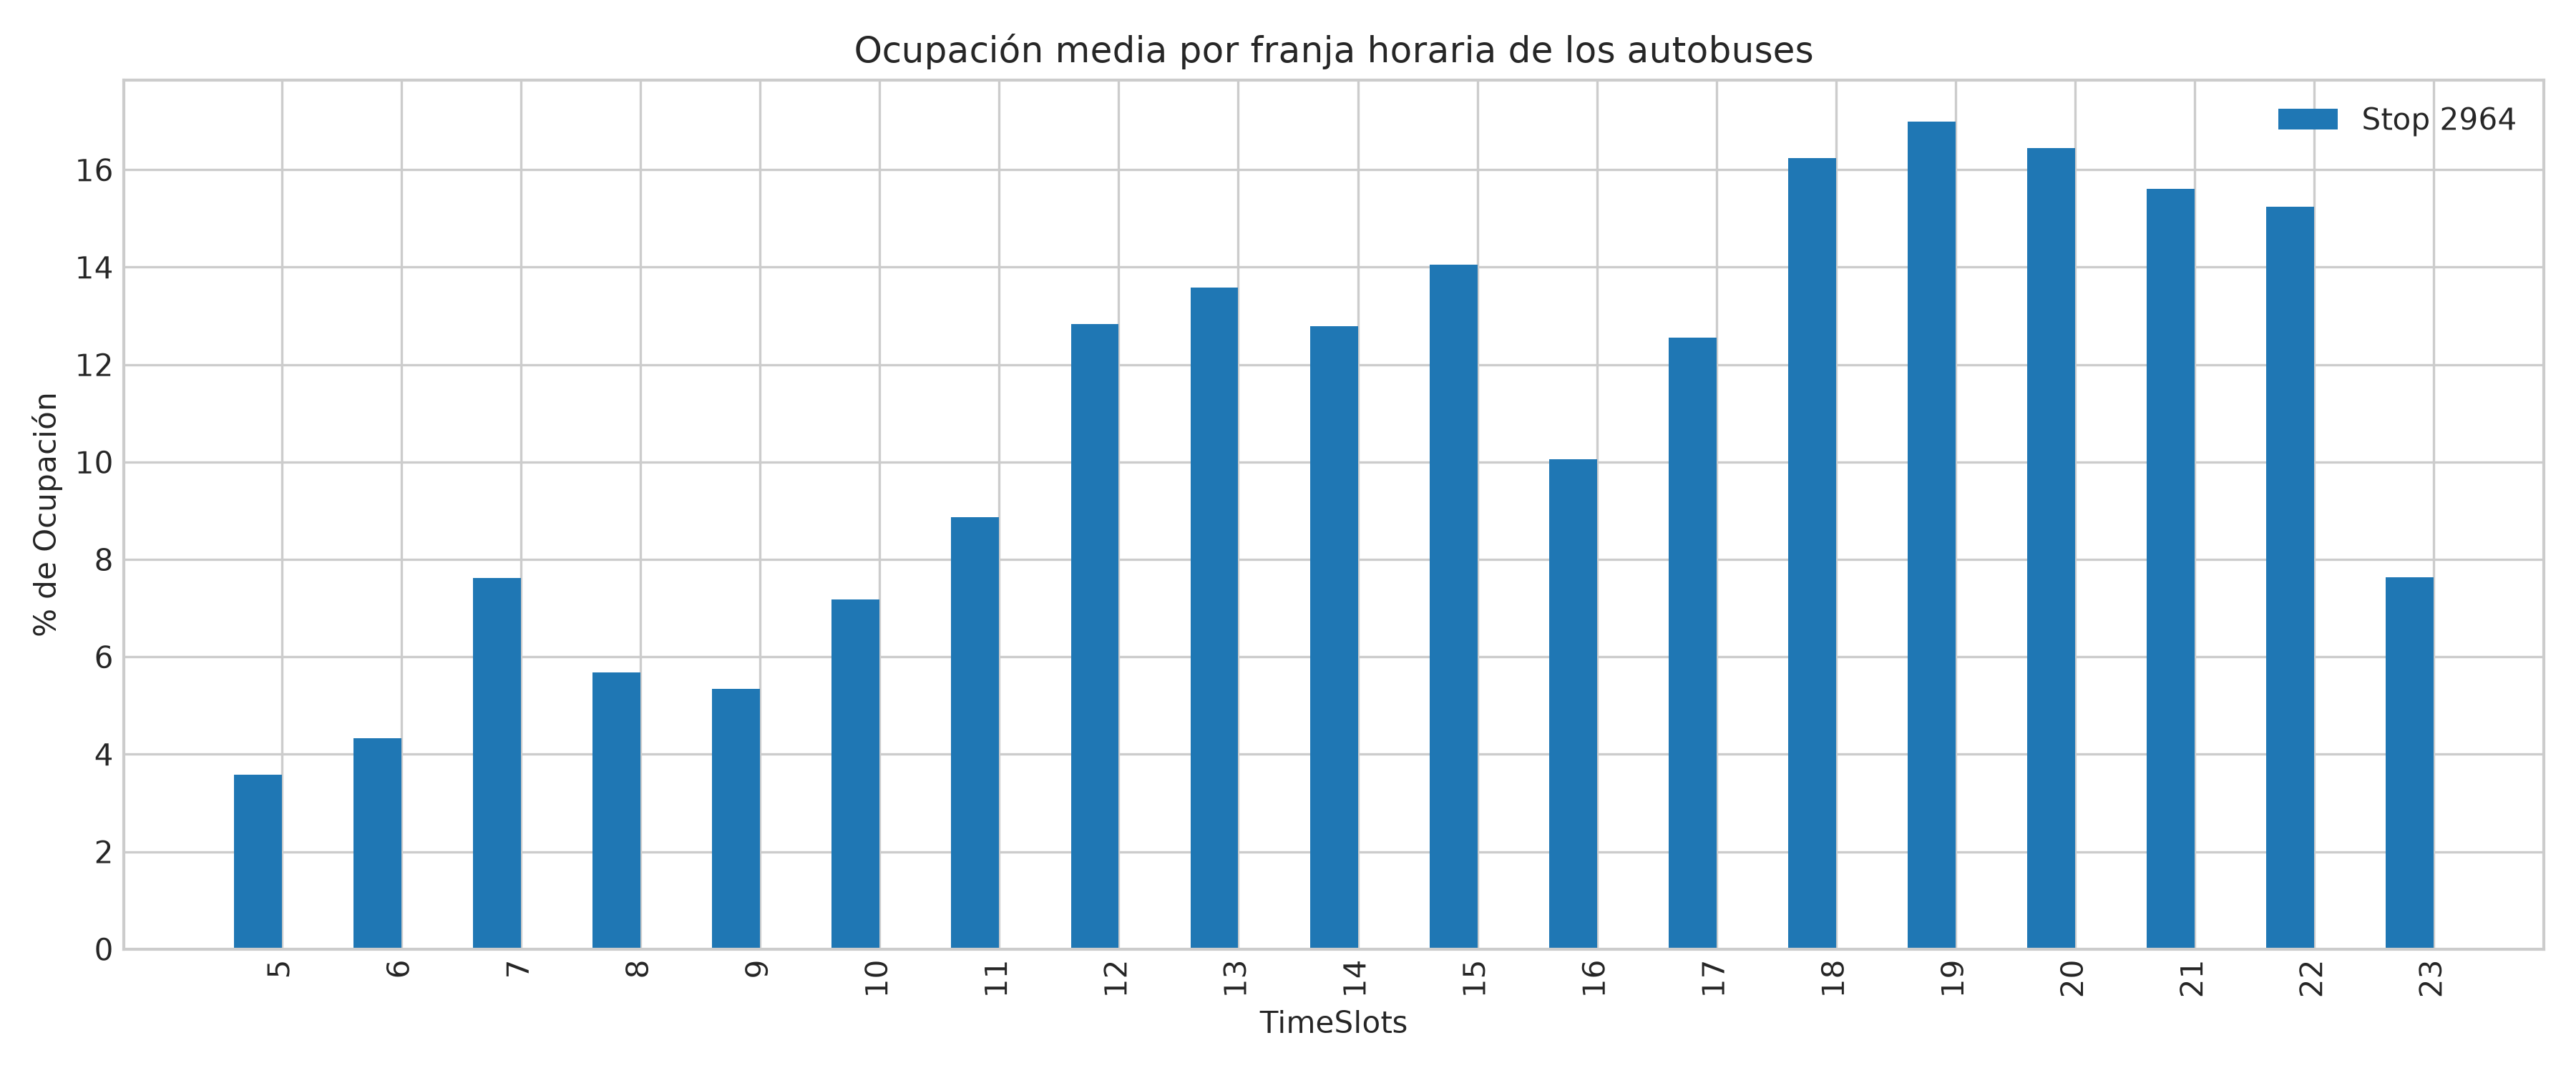 Ocupación media por franja horaria de los autobuses
Stop 2964
% de Ocupación
16
14
12
10
8
6
4
2
0
5 6 7 8 9 10 11 12 13 14 15 16 17 18 19 20 21 22 23
TimeSlots